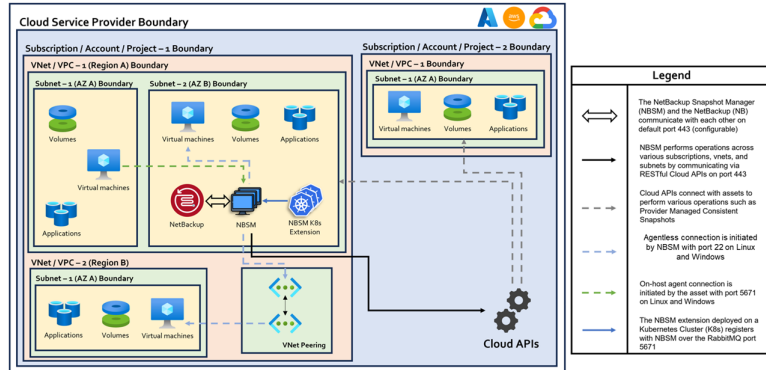 Cloud Service Provider Boundary
aws
Subscription / Account / Project – 1 Boundary
VNet / VPC – 1 (Region A) Boundary
Subnet – 1 (AZ A) Boundary
Volumes
Virtual machines
Applications
Subnet – 2 (AZ B) Boundary
Virtual machines
Volumes
Applications
NetBackup
NBSM
NBSM K8s
Extension
VNet / VPC – 2 (Region B)
Subnet – 1 (AZ A) Boundary
Applications
Volumes
Virtual machines
VNet Peering
Subscription / Account / Project – 2 Boundary
VNet / VPC – 1 Boundary
Subnet – 1 (AZ A) Boundary
Virtual machines
Volumes
Applications
Cloud APIs
Legend
The NetBackup Snapshot Manager
(NBSM) and the NetBackup (NB)
communicate with each other on
default port 443 (configurable)
NBSM performs operations across
various subscriptions, vnets, and
subnets by communicating via
RESTful Cloud APIs on port 443
Cloud APIs connect with assets to
perform various operations such as
Provider Managed Consistent
Snapshots
Agentless connection is initiated
by NBSM with port 22 on Linux
and Windows
On-host agent connection is
initiated by the asset with port 5671
on Linux and Windows
The NBSM extension deployed on a
Kubernetes Cluster (K8s) registers
with NBSM over the RabbitMQ port
5671